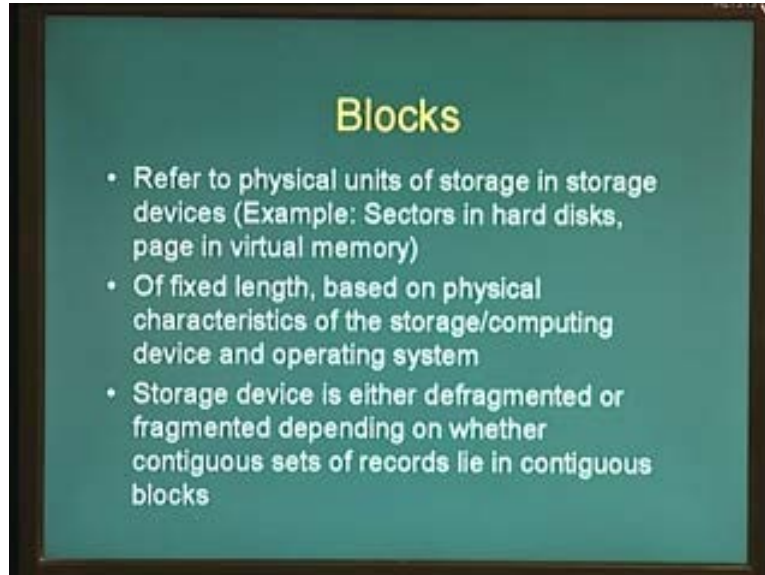 Blocks
• Refer to physical units of storage in storage
devices (Example: Sectors in hard disks,
page in virtual memory)
• Of fixed length, based on physical
characteristics of the storage/computing
device and operating system
• Storage device is either defragmented or
fragmented depending on whether
contiguous sets of records lie in contiguous
blocks